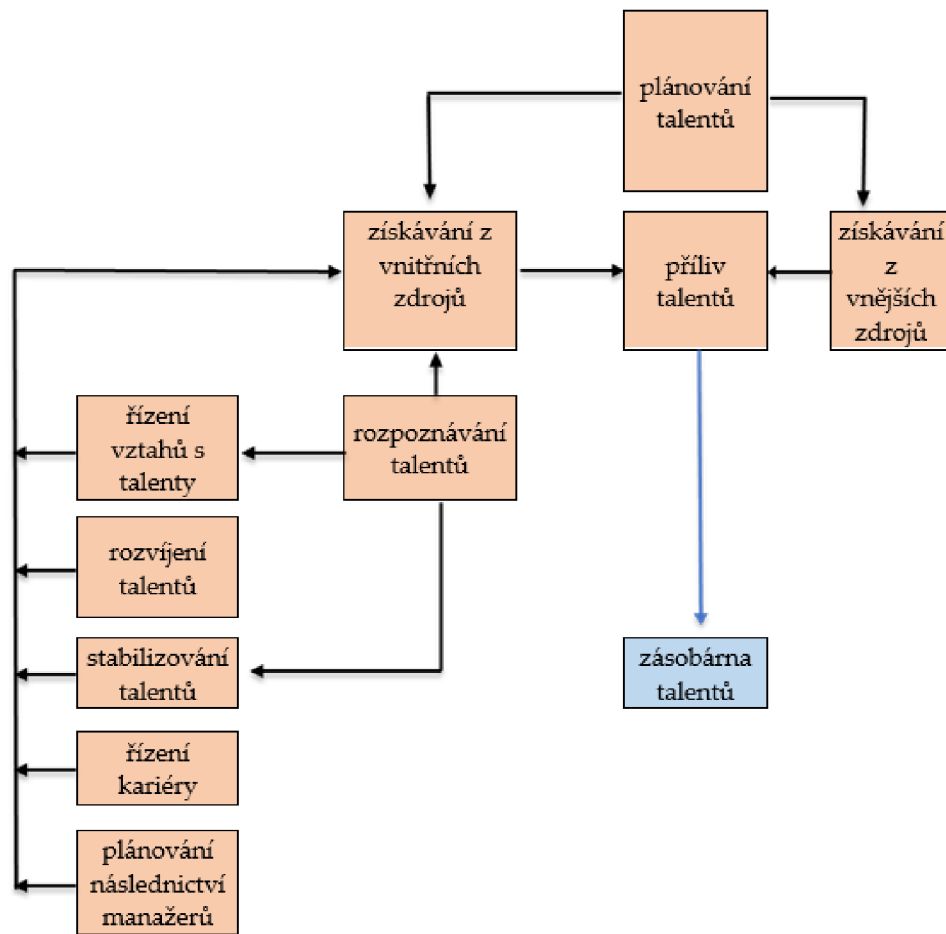 plánování
talentů
získávání z
vnitřních
zdrojů
příliv
talentů
získávání
z
vnějších
zdrojů
řízení
vztahů s
talenty
rozpoznávání
talentů
rozvíjení
talentů
stabilizování
talentů
zásobárna
talentů
řízení
kariéry
plánování
následnictví
manažerů